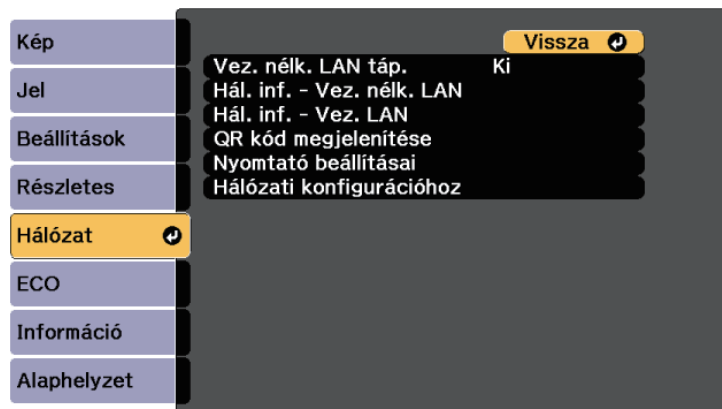 Kép
Jel
Beállítások
Részletes
Hálózat
ECO
Információ
Alaphelyzet
Vissza
Vez. nélk. LAN táp. Ki
Hál. inf. - Vez. nélk. LAN
Hál. inf. - Vez. LAN
QR kód megjelenítése
Nyomtató beállításai
Hálózati konfigurációhoz